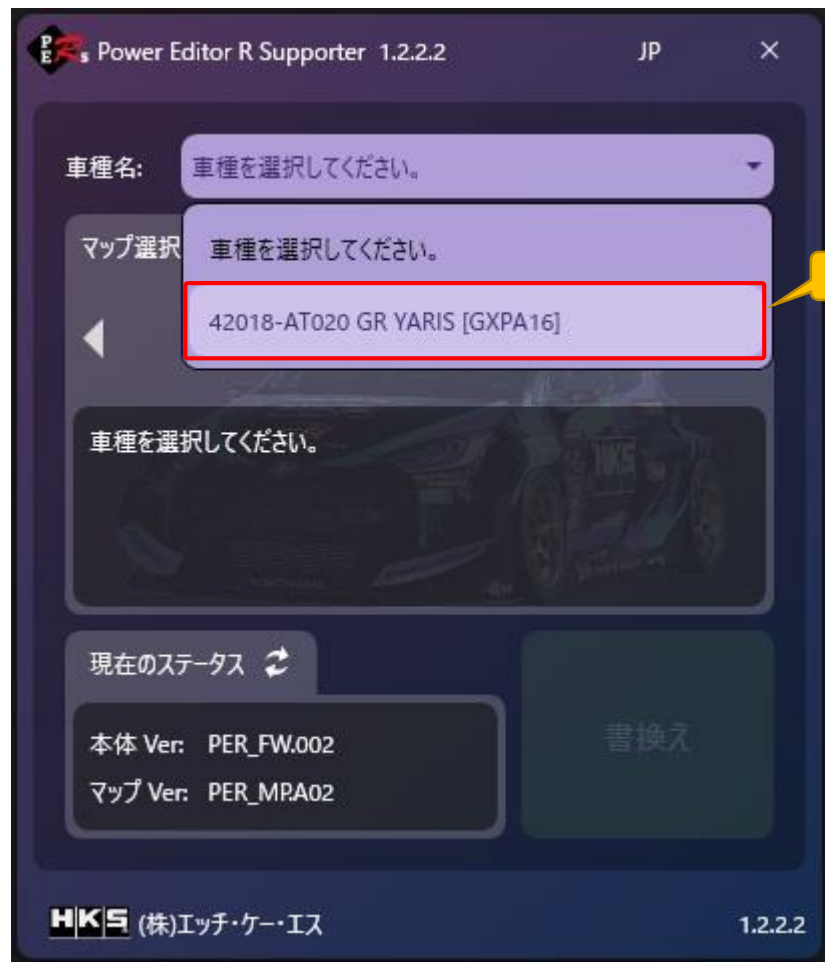 PERs Power Editor R Supporter 1.2.2.2 JP ×
車種名: 車種を選択してください。
マップ選択
車種を選択してください。
42018-AT020 GR YARIS [GXPA16]
車種を選択してください。
HKS
現在のステータス
本体 Ver: PER_FW.002
マップ Ver: PER_MP.A02
書換え
HKS (株)エッチ・ケー・エス 1.2.2.2